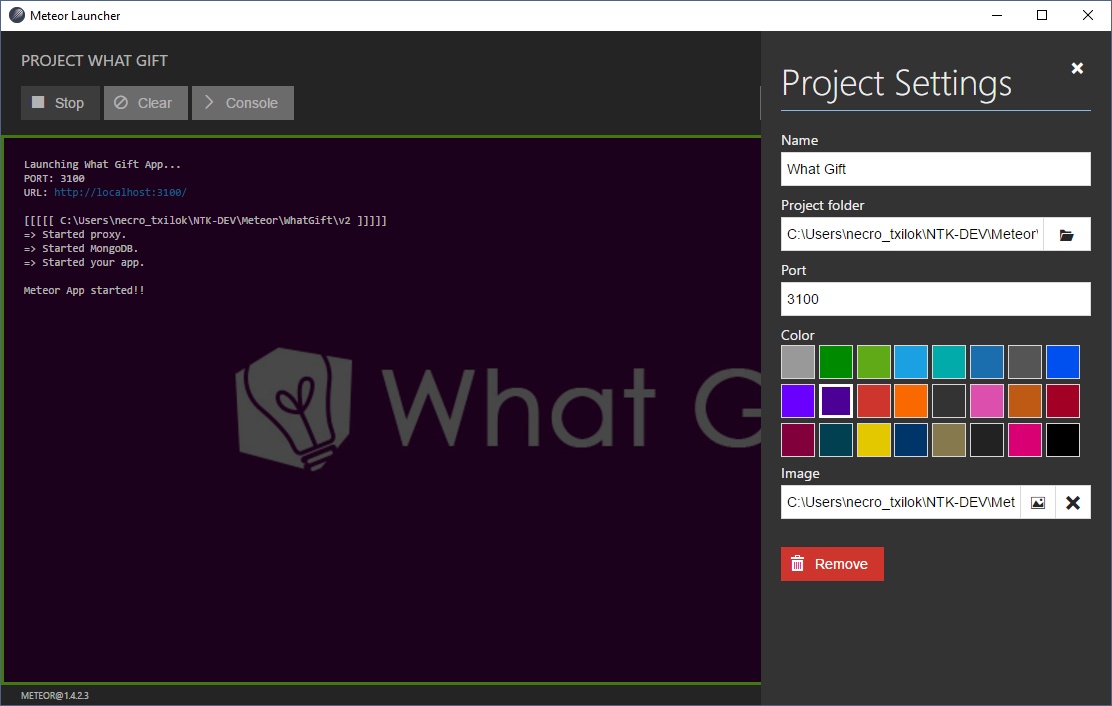 Meteor Launcher
PROJECT WHAT GIFT
Stop
Clear
Console
Launching What Gift App...
PORT: 3100
URL: http://localhost:3100/
[[[[[ C:\Users\necro_txilok\NTK-DEV\Meteor\WhatGift\v2 ]]]]]
=> Started proxy.
=> Started MongoDB.
=> Started your app.
Meteor App started!!
What G
METEOR@1.4.2.3
Project Settings
Name
What Gift
Project folder
C:\Users\necro_txilok\NTK-DEV\Meteor\
Port
3100
Color
Image
C:\Users\necro_txilok\NTK-DEV\Met
Remove